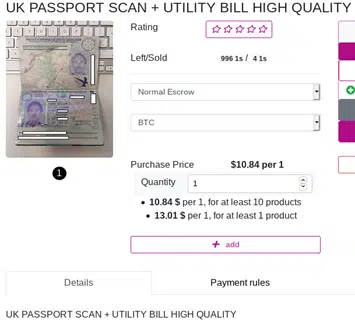 UK PASSPORT SCAN + UTILITY BILL HIGH QUALITY
Rating
Left/Sold 996 1s / 4 1s
Normal Escrow
BTC
Purchase Price $10.84 per 1
Quantity 1
10.84 $ per 1, for at least 10 products
13.01 $ per 1, for at least 1 product
1
+ add
Details Payment rules
UK PASSPORT SCAN + UTILITY BILL HIGH QUALITY